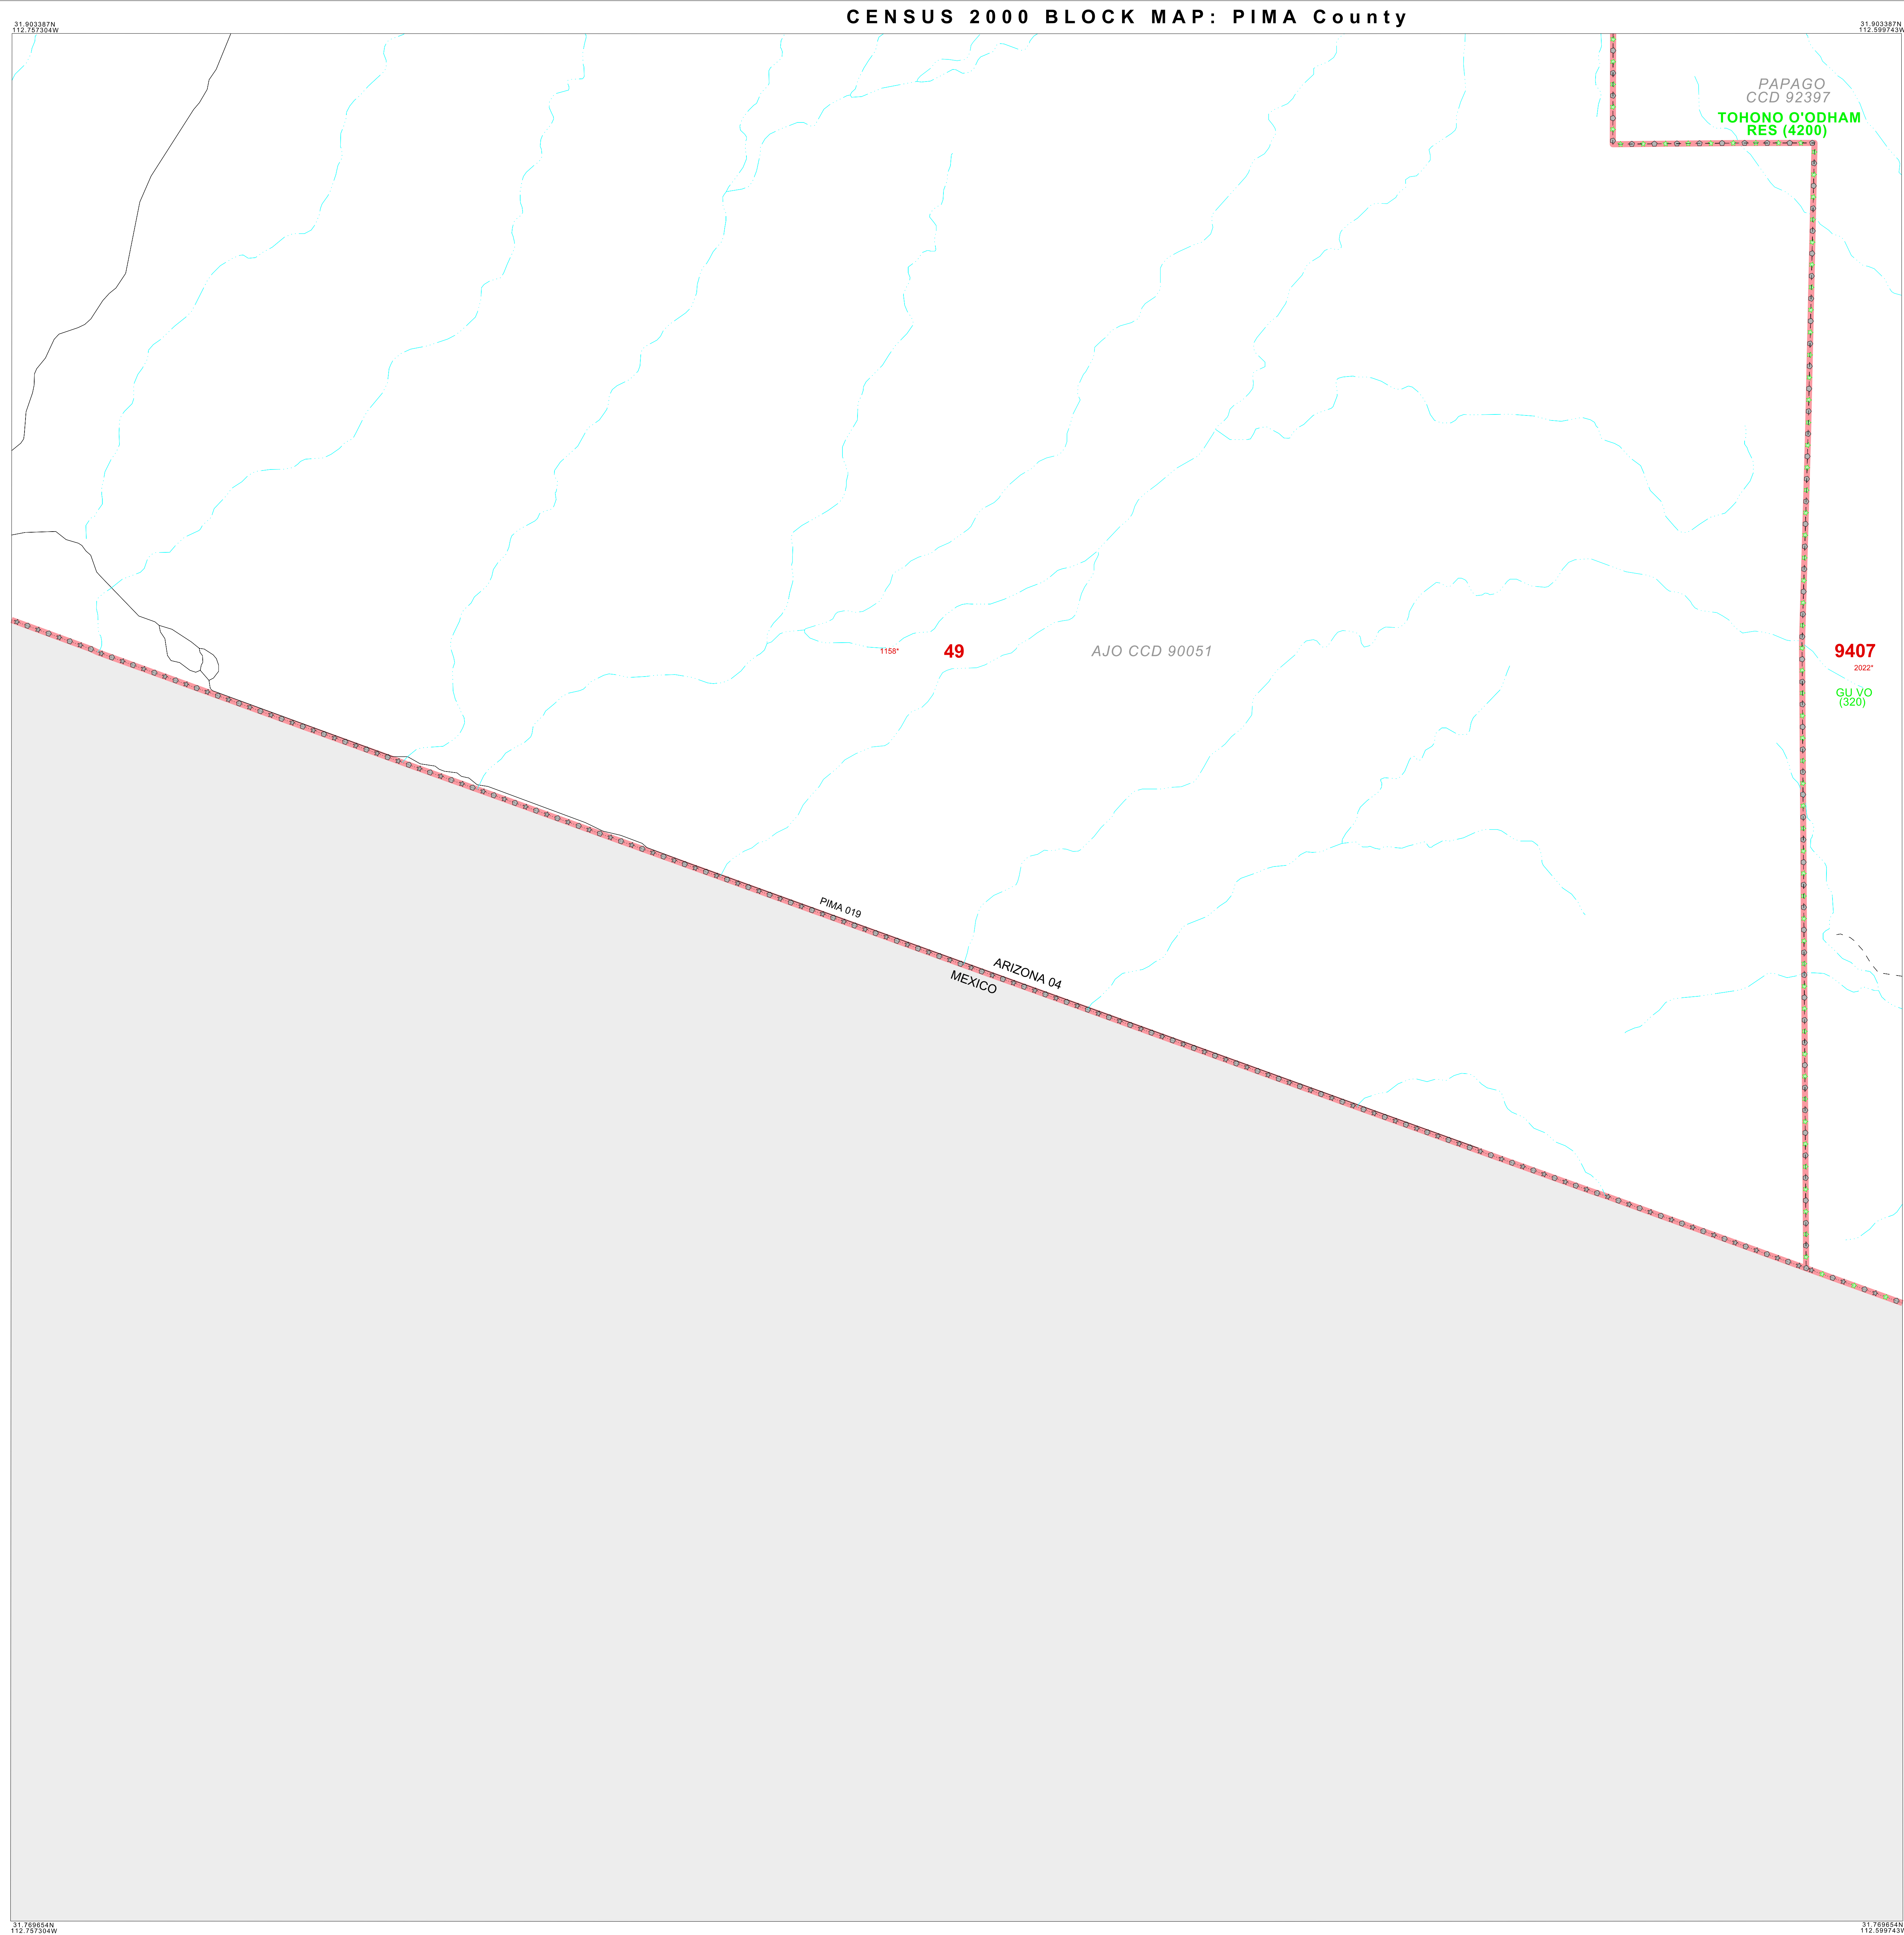 CENSUS 2000 BLOCK MAP: PIMA County
31.903387N
112.757304W
31.903387N
112.599743W
PAPAGO
CCD 92397
TOHONO O'ODHAM
RES (4200)
1158*
49
AJO CCD 90051
9407
2022*
GU VO
(320)
PIMA 019
ARIZONA 04
MEXICO
31.769654N
112.757304W
31.769654N
112.599743W